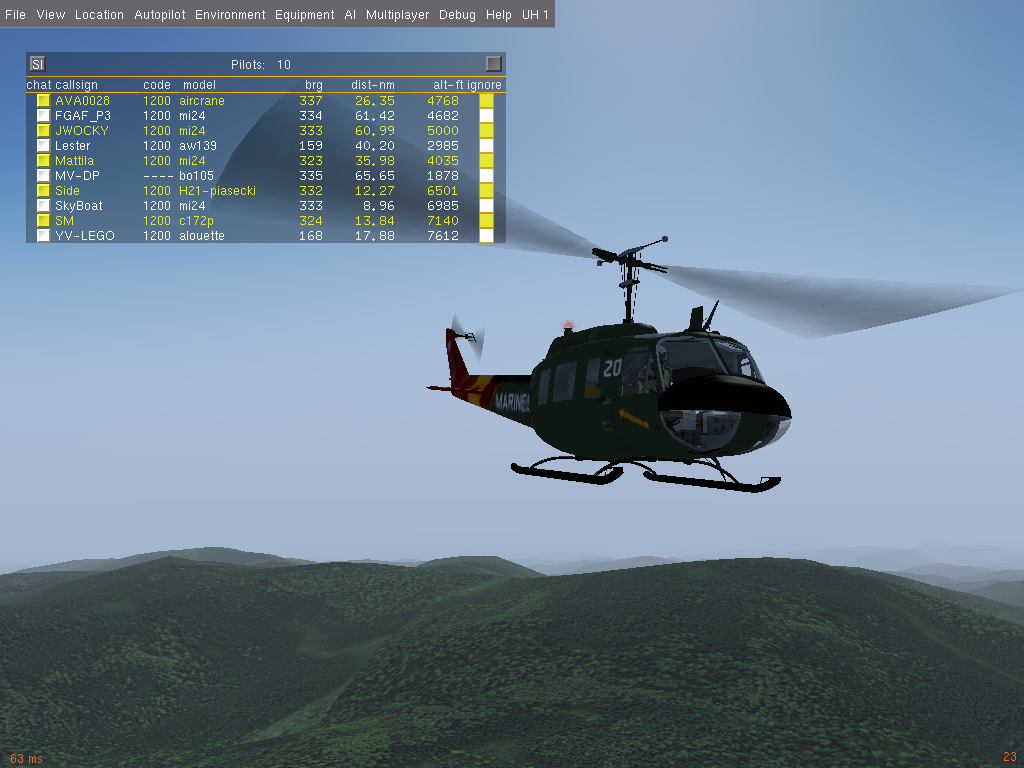 File View Location Autopilot Environment Equipment AI Multiplayer Debug Help UH 1
SI Pilots: 10
chat callsign code model brg dist-nm alt-ft ignore
AVA0028 1200 aircrane 337 26.35 4768
FGAF_P3 1200 mi24 334 61.42 4682
JWOCKY 1200 mi24 333 60.99 5000
Lester 1200 aw139 159 40.20 2985
Mattila 1200 mi24 323 35.98 4035
MV-DP ---- bo105 335 65.65 1878
Side 1200 H21-piasecki 332 12.27 6501
SkyBoat 1200 mi24 333 8.96 6985
SM 1200 c172p 324 13.84 7140
YV-LEGO 1200 alouette 168 17.88 7612
20
MARINES
63 ms
23